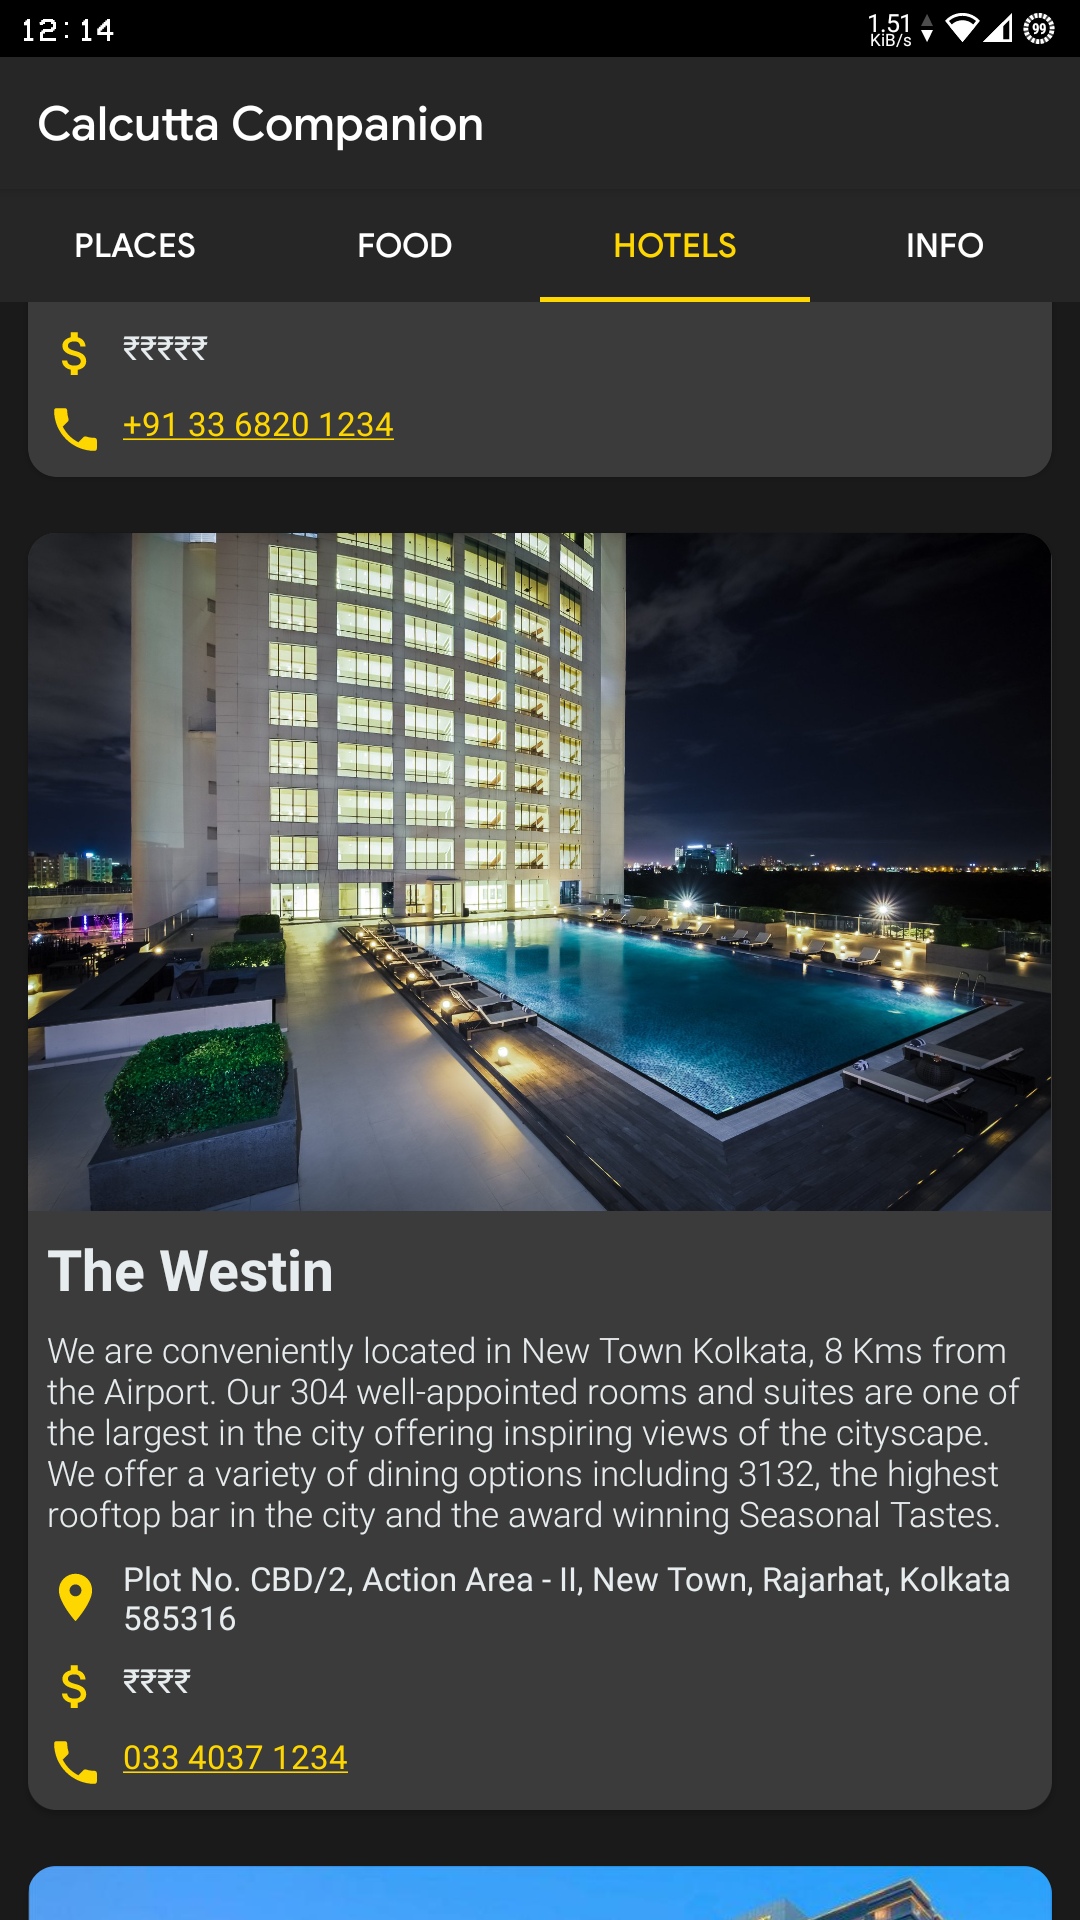 12:14
1.51
KiB/s
99
Calcutta Companion
PLACES
FOOD
HOTELS
INFO
₹₹₹₹₹
+91 33 6820 1234
The Westin
We are conveniently located in New Town Kolkata, 8 Kms from
the Airport. Our 304 well-appointed rooms and suites are one of
the largest in the city offering inspiring views of the cityscape.
We offer a variety of dining options including 3132, the highest
rooftop bar in the city and the award winning Seasonal Tastes.
Plot No. CBD/2, Action Area - II, New Town, Rajarhat, Kolkata
585316
₹₹₹₹
033 4037 1234